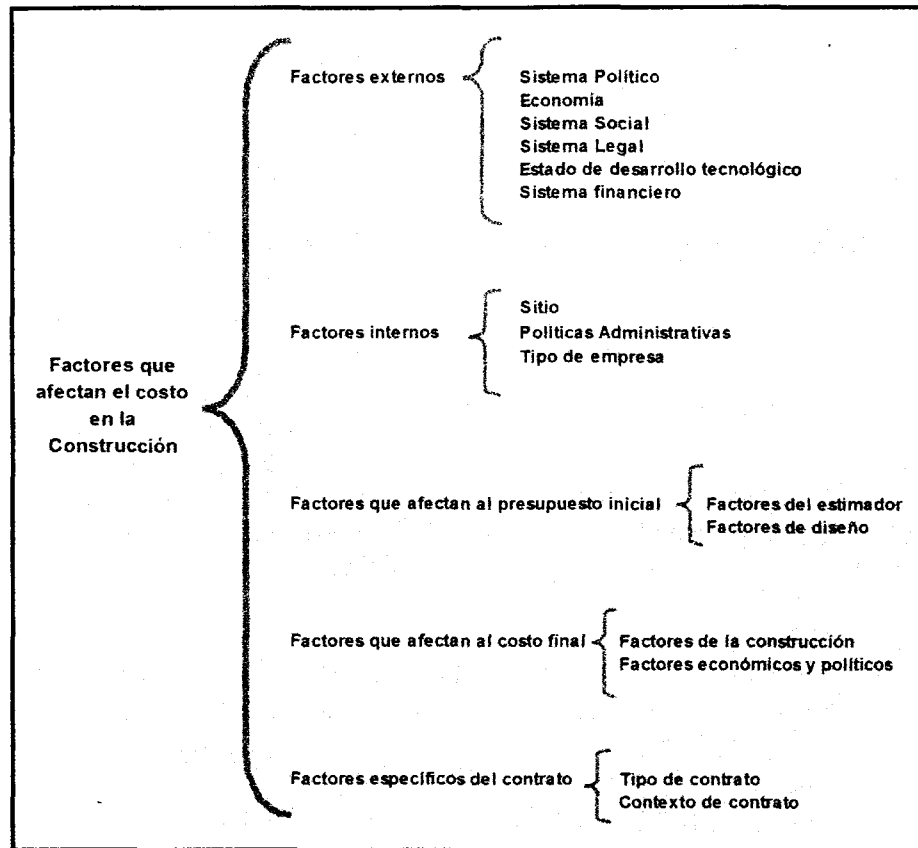 Factores que
afectan el costo
en la
Construcción
Factores externos
Sistema Político
Economía
Sistema Social
Sistema Legal
Estado de desarrollo tecnológico
Sistema financiero
Factores internos
Sitio
Políticas Administrativas
Tipo de empresa
Factores que afectan al presupuesto inicial
Factores del estimador
Factores de diseño
Factores que afectan al costo final
Factores de la construcción
Factores económicos y políticos
Factores específicos del contrato
Tipo de contrato
Contexto de contrato